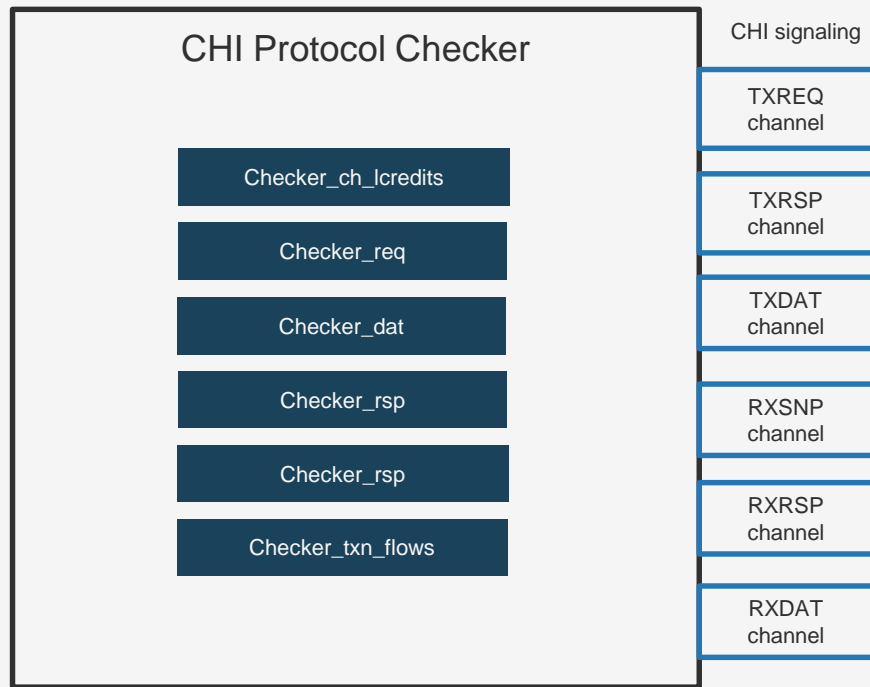 CHI Protocol Checker
Checker_ch_lcredits
Checker_req
Checker_dat
Checker_rsp
Checker_rsp
Checker_txn_flows
CHI signaling
TXREQ
channel
TXRSP
channel
TXDAT
channel
RXSNP
channel
RXRSP
channel
RXDAT
channel